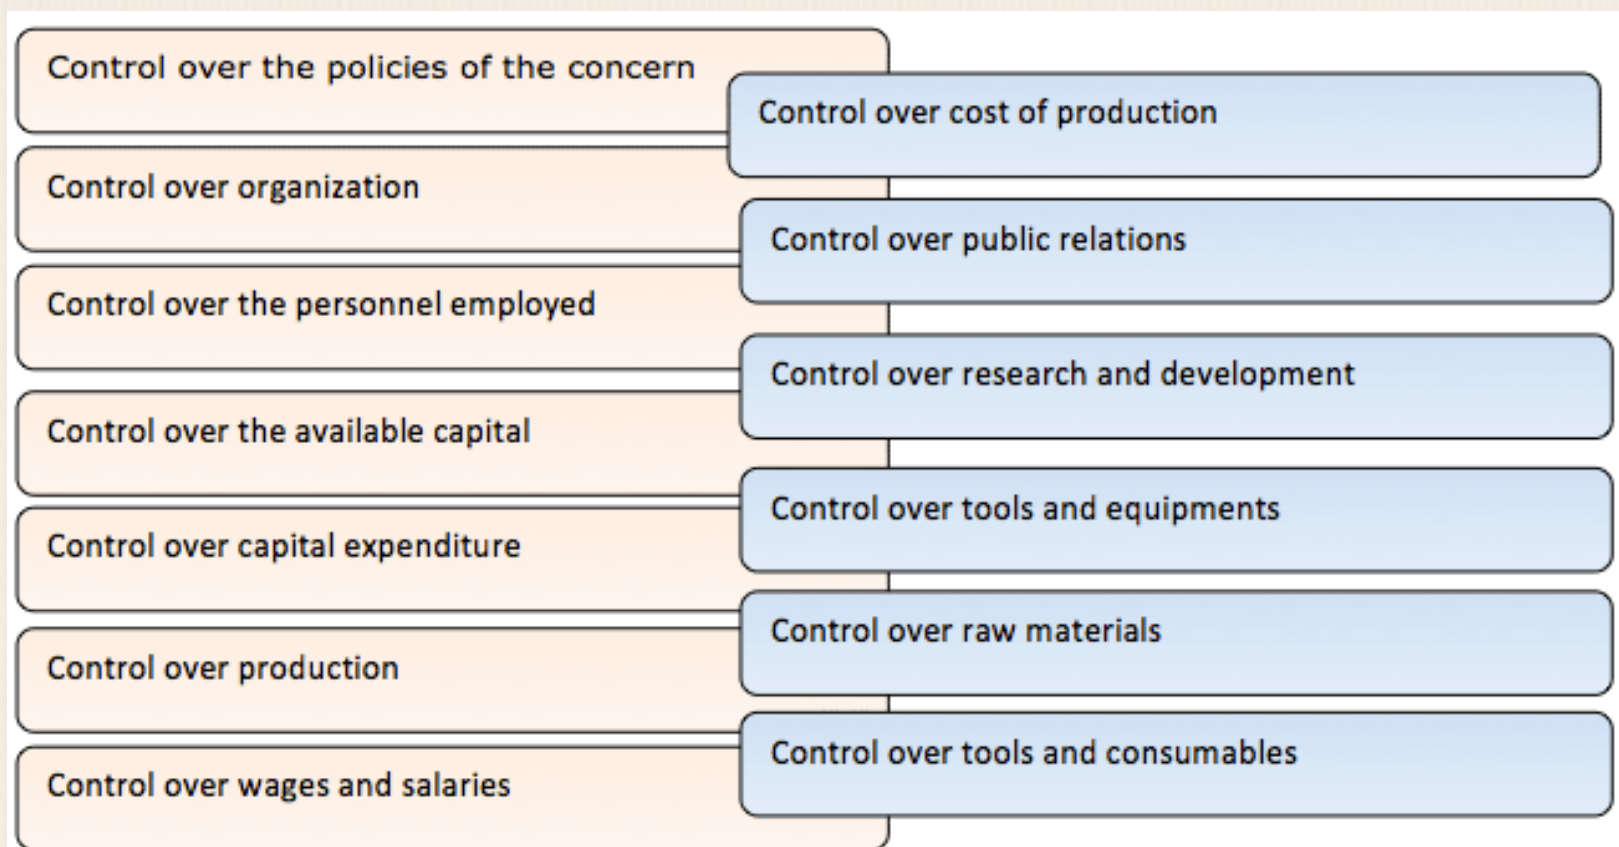 Control over the policies of the concern
Control over organization
Control over the personnel employed
Control over the available capital
Control over capital expenditure
Control over production
Control over wages and salaries
Control over cost of production
Control over public relations
Control over research and development
Control over tools and equipments
Control over raw materials
Control over tools and consumables